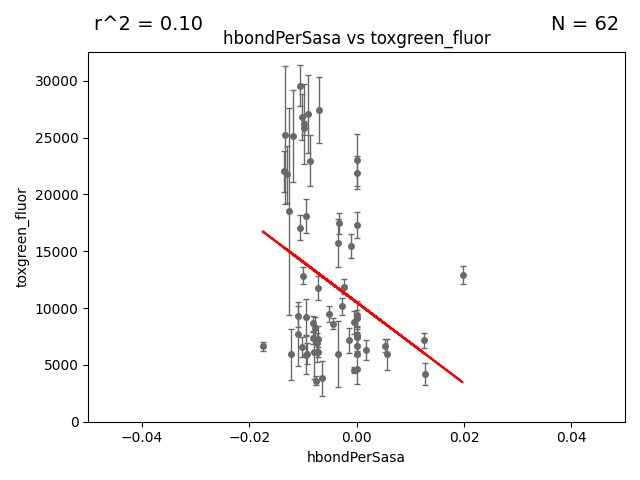 r^2 = 0.10
N = 62
hbondPerSasa vs toxgreen_fluor
toxgreen_fluor
30000
25000
20000
15000
10000
5000
0
−0.04
−0.02
0.00
0.02
0.04
hbondPerSasa